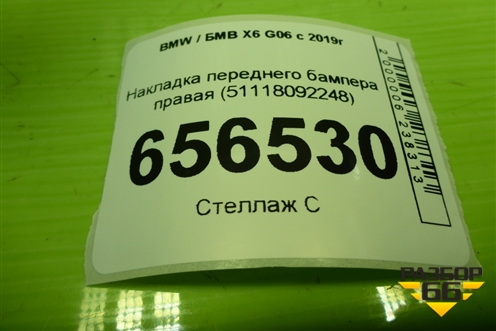 BMW / БМВ X6 G06 с 2019г
Накладка переднего бампера
правая (51118092248)
656530
Стеллаж С
2000006238313
РАЗБОР
66